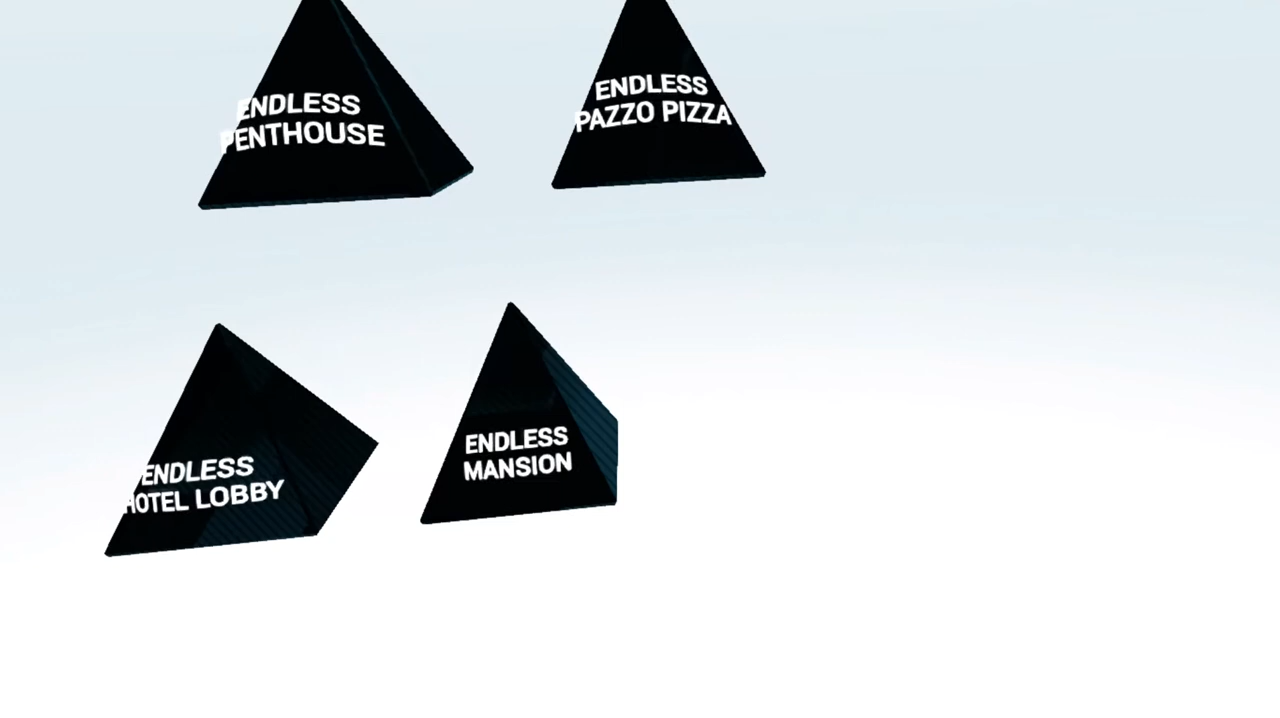 ENDLESS
PENTHOUSE
ENDLESS
PAZZO PIZZA
ENDLESS
HOTEL LOBBY
ENDLESS
MANSION